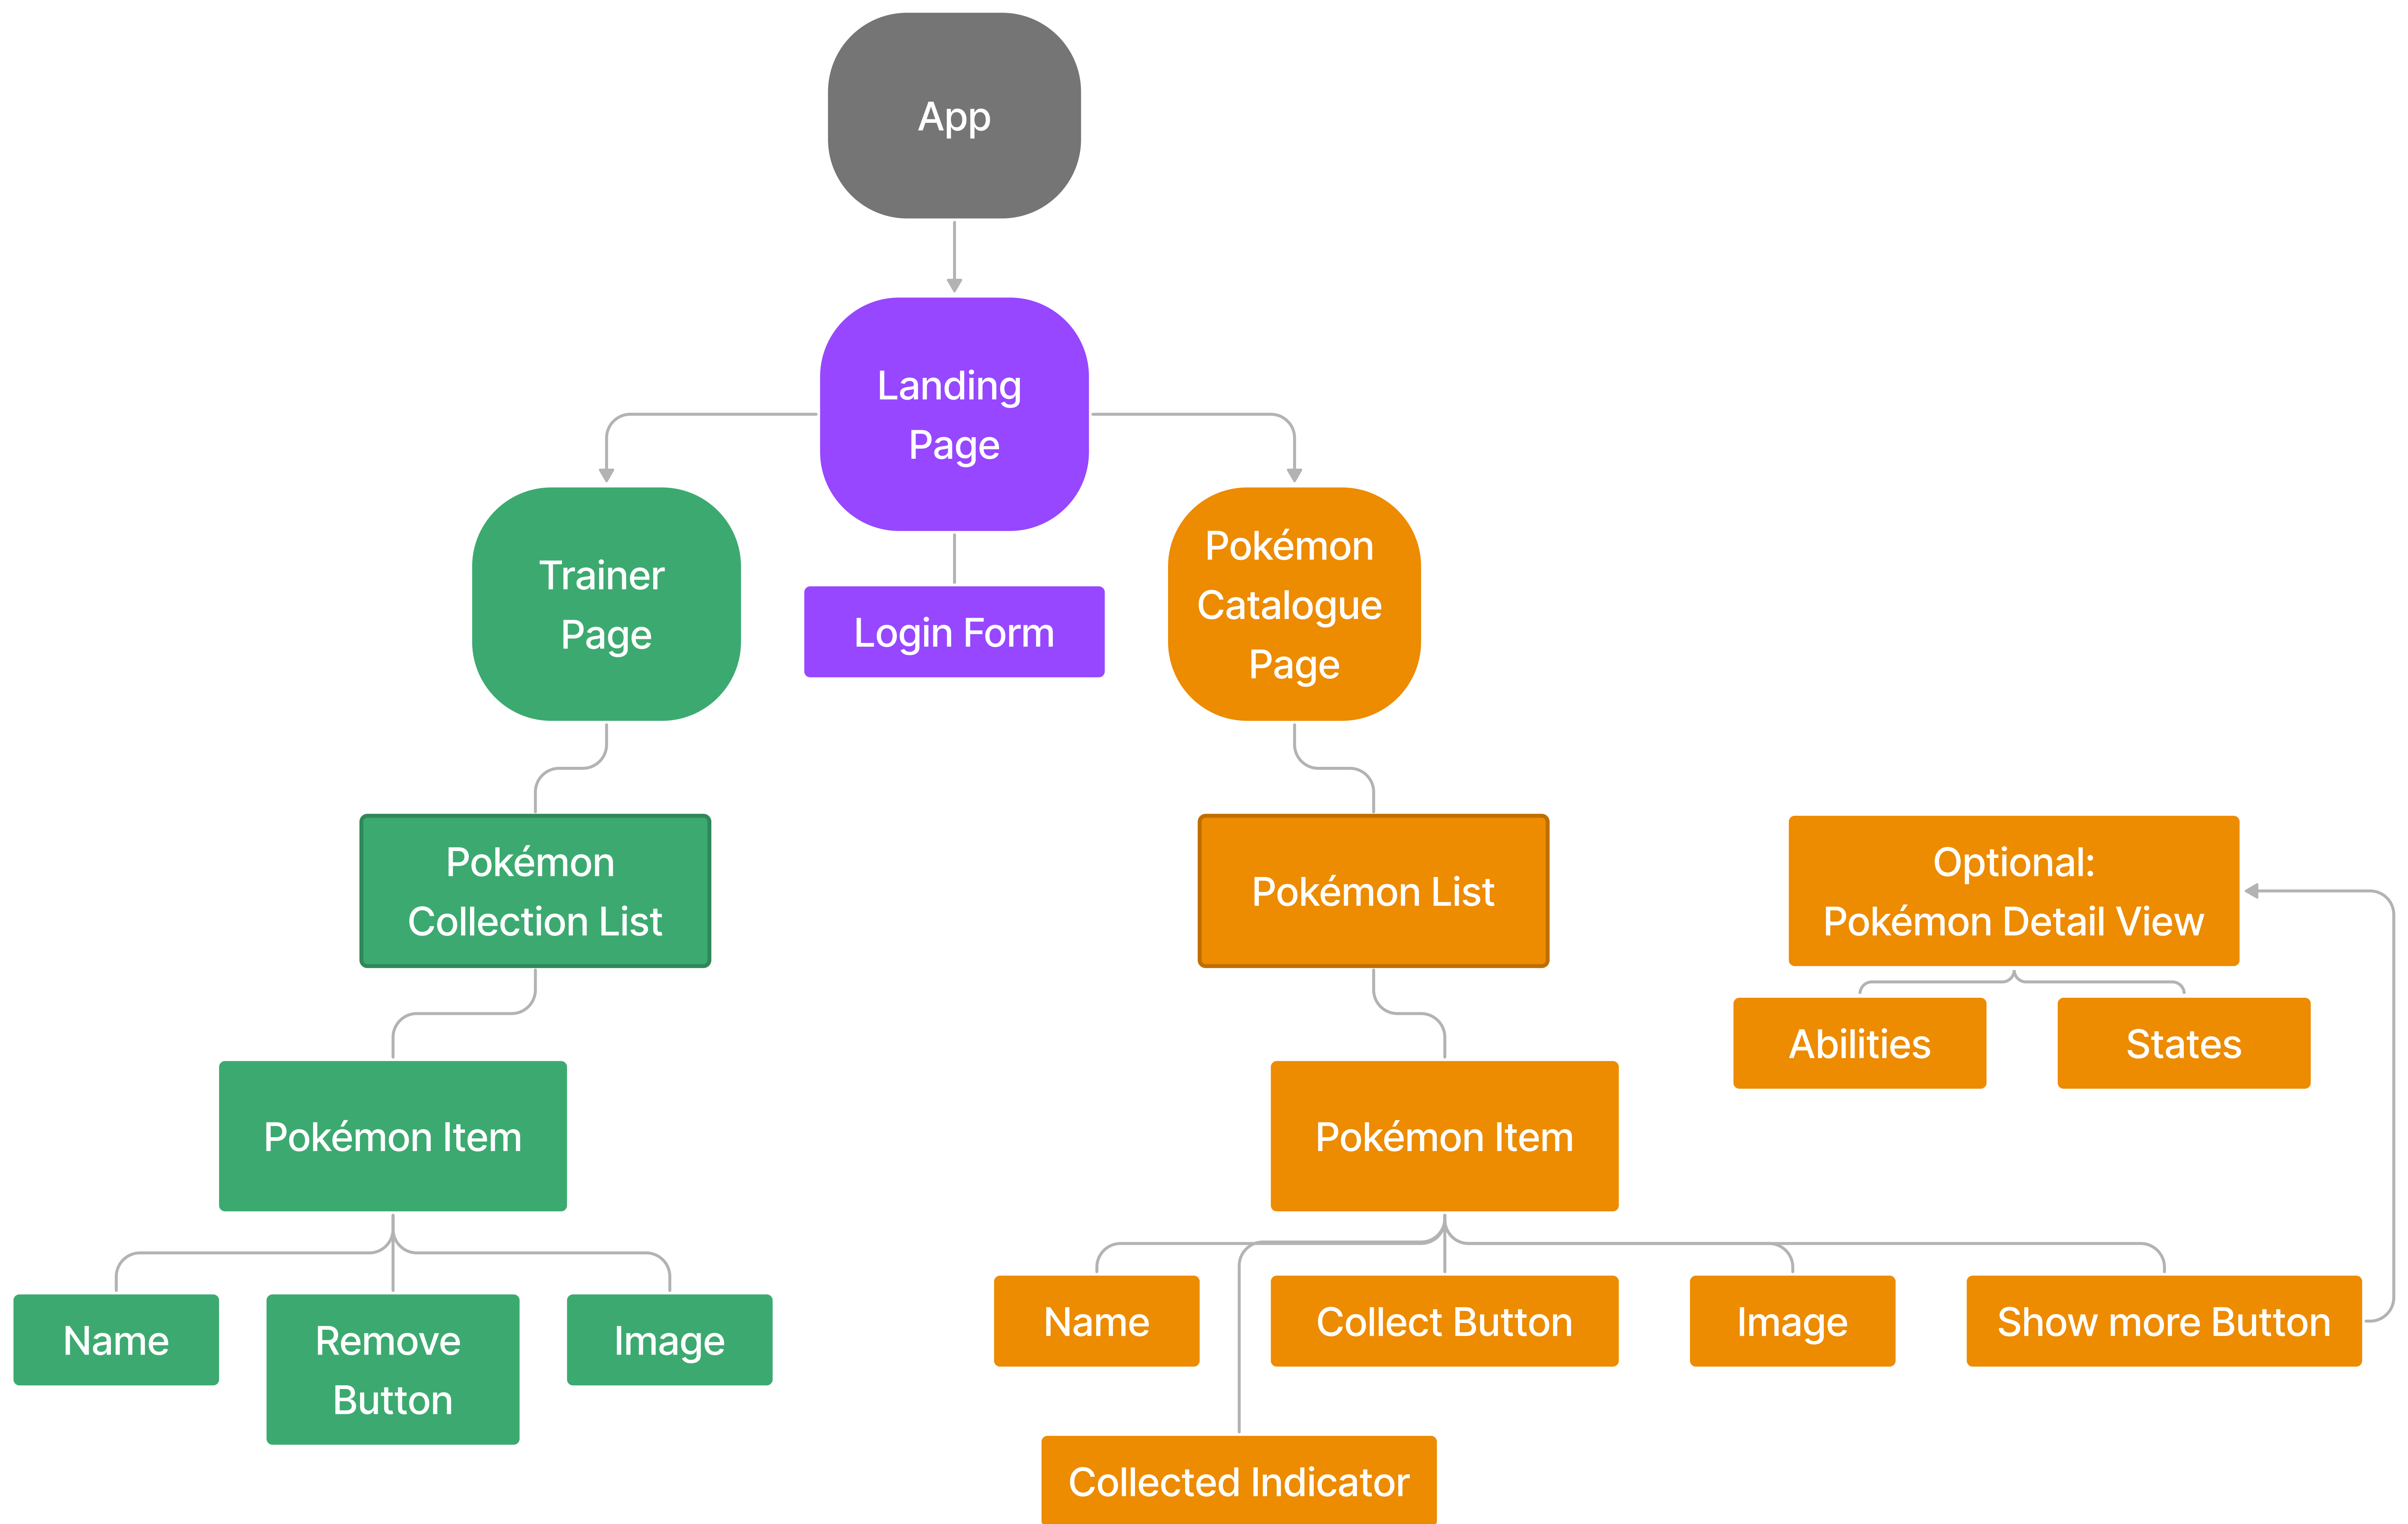 App
Landing
Page
Trainer
Page
Login Form
Pokémon
Catalogue
Page
Pokémon
Collection List
Pokémon List
Optional:
Pokémon Detail View
Abilities
States
Pokémon Item
Pokémon Item
Name
Remove
Button
Image
Name
Collect Button
Image
Show more Button
Collected Indicator